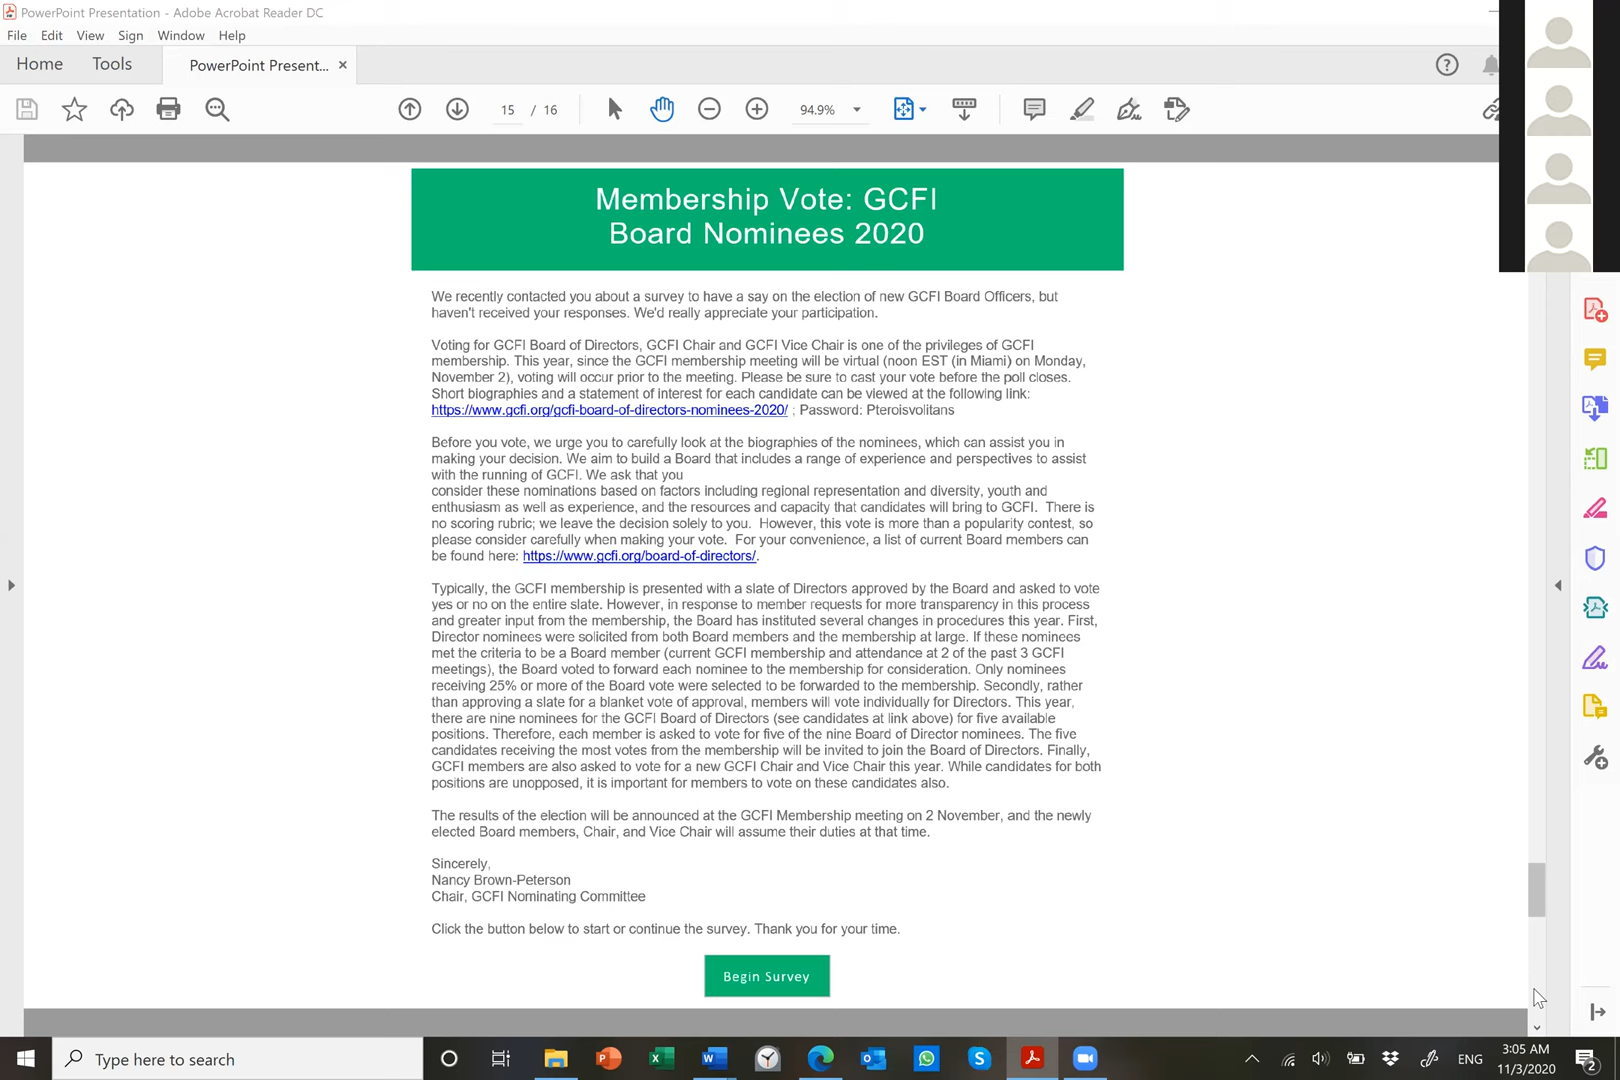 PowerPoint Presentation - Adobe Acrobat Reader DC
File Edit View Sign Window Help
Home Tools PowerPoint Present... ×
15 / 16 94.9%
Membership Vote: GCFI
Board Nominees 2020
We recently contacted you about a survey to have a say on the election of new GCFI Board Officers, but
haven't received your responses. We'd really appreciate your participation.
Voting for GCFI Board of Directors, GCFI Chair and GCFI Vice Chair is one of the privileges of GCFI
membership. This year, since the GCFI membership meeting will be virtual (noon EST (in Miami) on Monday,
November 2), voting will occur prior to the meeting. Please be sure to cast your vote before the poll closes.
Short biographies and a statement of interest for each candidate can be viewed at the following link:
https://www.gcfi.org/gcfi-board-of-directors-nominees-2020/ ; Password: Pteroisvolitans
Before you vote, we urge you to carefully look at the biographies of the nominees, which can assist you in
making your decision. We aim to build a Board that includes a range of experience and perspectives to assist
with the running of GCFI. We ask that you
consider these nominations based on factors including regional representation and diversity, youth and
enthusiasm as well as experience, and the resources and capacity that candidates will bring to GCFI. There is
no scoring rubric; we leave the decision solely to you. However, this vote is more than a popularity contest, so
please consider carefully when making your vote. For your convenience, a list of current Board members can
be found here: https://www.gcfi.org/board-of-directors/.
Typically, the GCFI membership is presented with a slate of Directors approved by the Board and asked to vote
yes or no on the entire slate. However, in response to member requests for more transparency in this process
and greater input from the membership, the Board has instituted several changes in procedures this year. First,
Director nominees were solicited from both Board members and the membership at large. If these nominees
met the criteria to be a Board member (current GCFI membership and attendance at 2 of the past 3 GCFI
meetings), the Board voted to forward each nominee to the membership for consideration. Only nominees
receiving 25% or more of the Board vote were selected to be forwarded to the membership. Secondly, rather
than approving a slate for a blanket vote of approval, members will vote individually for Directors. This year,
there are nine nominees for the GCFI Board of Directors (see candidates at link above) for five available
positions. Therefore, each member is asked to vote for five of the nine Board of Director nominees. The five
candidates receiving the most votes from the membership will be invited to join the Board of Directors. Finally,
GCFI members are also asked to vote for a new GCFI Chair and Vice Chair this year. While candidates for both
positions are unopposed, it is important for members to vote on these candidates also.
The results of the election will be announced at the GCFI Membership meeting on 2 November, and the newly
elected Board members, Chair, and Vice Chair will assume their duties at that time.
Sincerely,
Nancy Brown-Peterson
Chair, GCFI Nominating Committee
Click the button below to start or continue the survey. Thank you for your time.
Begin Survey
Type here to search
ENG
3:05 AM
11/3/2020
2